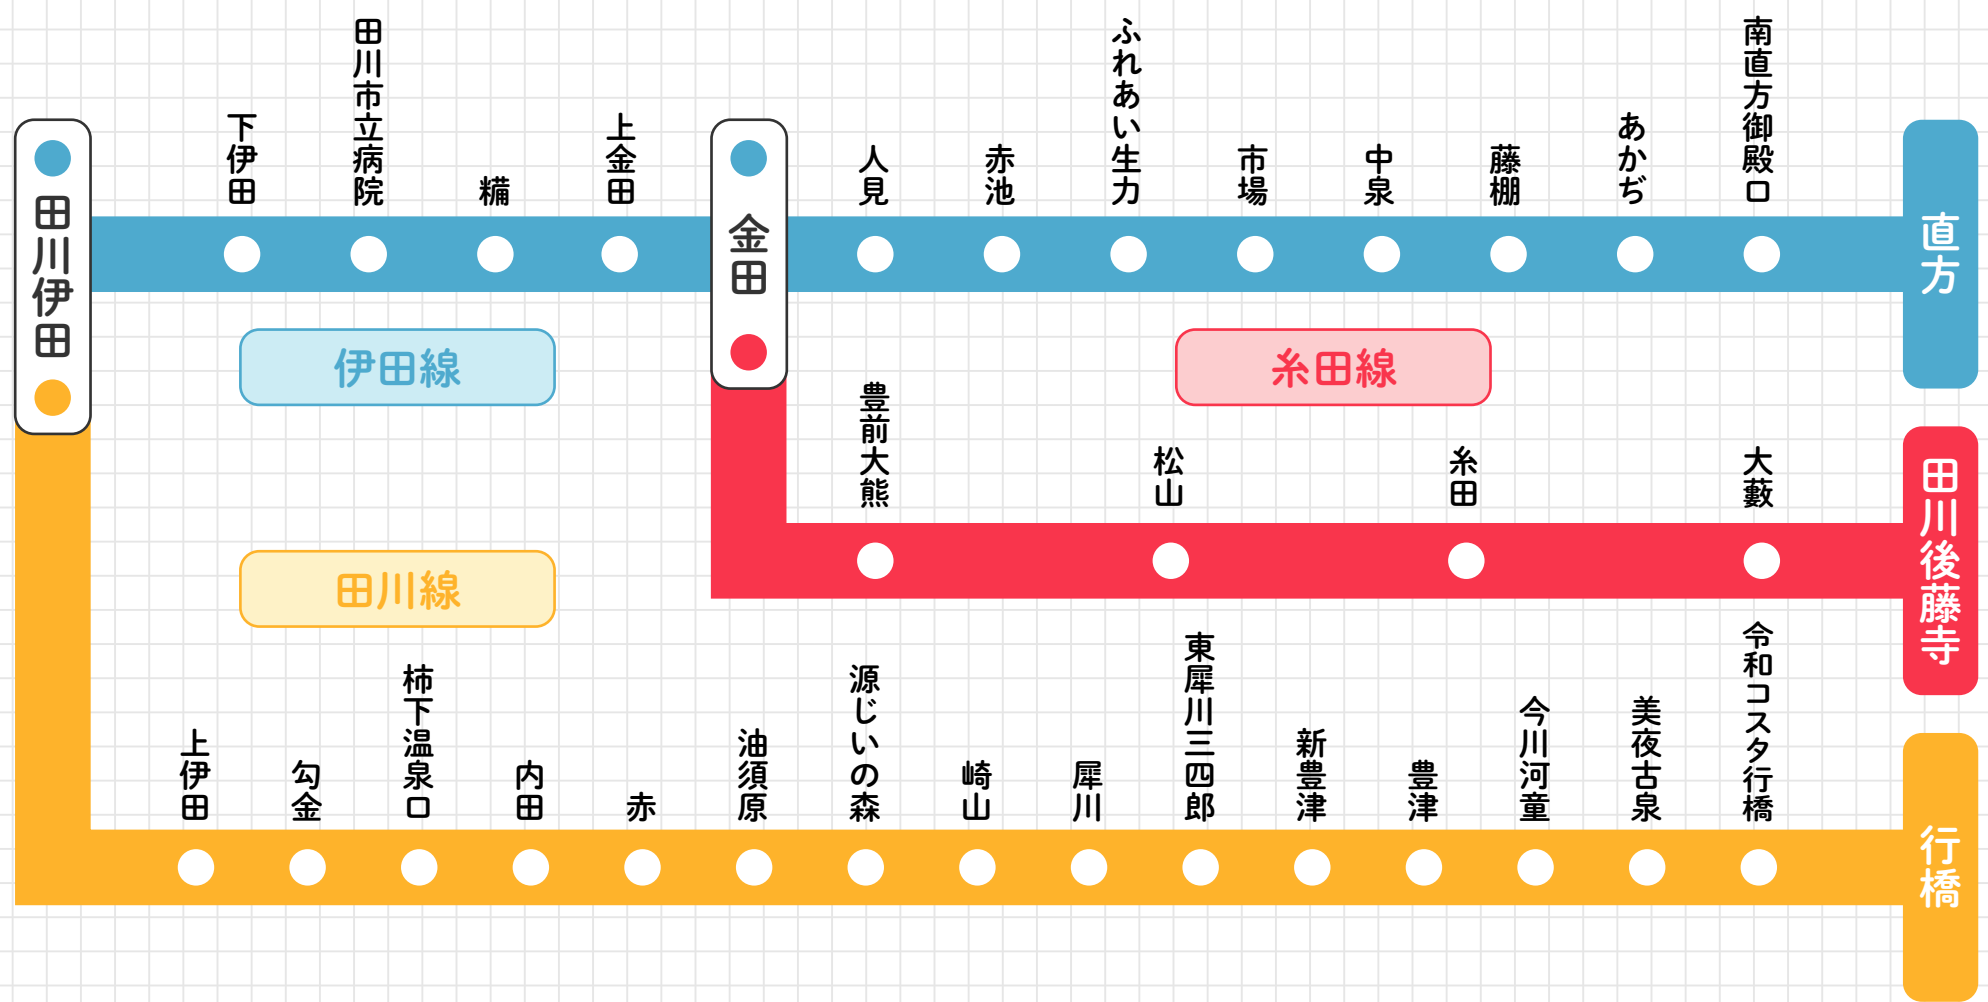 田川伊田
下伊田
田川市立病院
糒
上金田
金田
人見
赤池
ふれあい生力
市場
中泉
藤棚
あかぢ
南直方御殿口
直方
伊田線
糸田線
豊前大熊
松山
糸田
大藪
田川後藤寺
田川線
上伊田
勾金
柿下温泉口
内田
赤
油須原
源じいの森
崎山
犀川
東犀川三四郎
新豊津
豊津
今川河童
美夜古泉
令和コスタ行橋
行橋